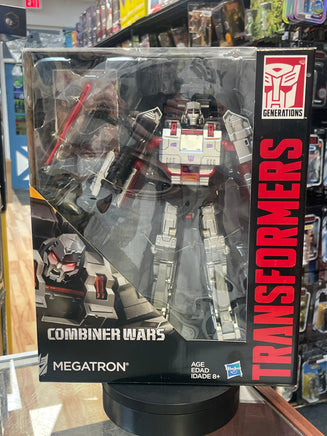 GENERATIONS
TRANSFORMERS
COMBINER WARS
MEGATRON
AGE
EDAD
IDADE 8+
Hasbro